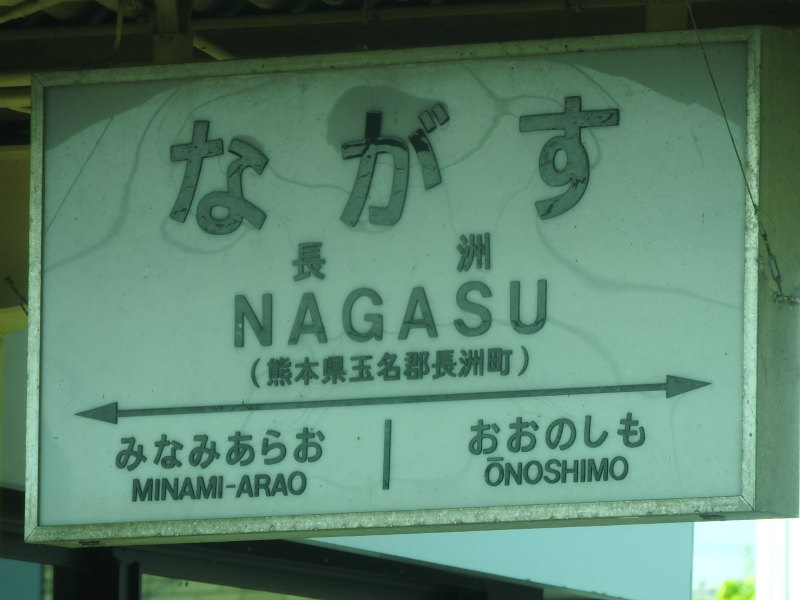 ながす
長洲
NAGASU
(熊本県玉名郡長洲町)
みなみあらお おおのしも
MINAMI-ARAO ŌNOSHIMO